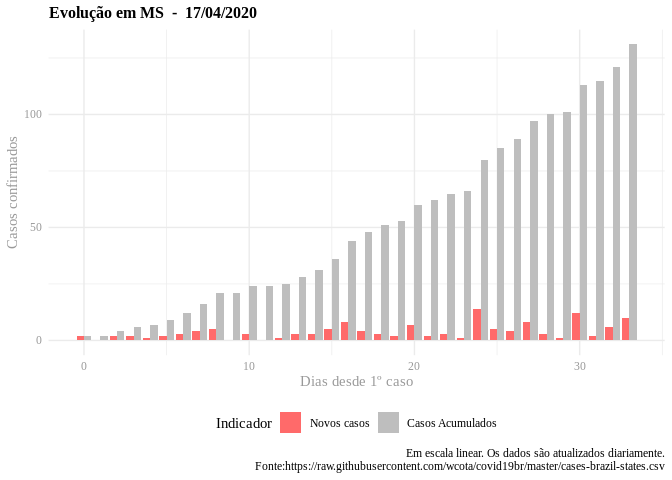 Evolução em MS - 17/04/2020
Casos confirmados
100
50
0
0
10
20
30
Dias desde 1º caso
Indicador
Novos casos
Casos Acumulados
Em escala linear. Os dados são atualizados diariamente.
Fonte:https://raw.githubusercontent.com/wcota/covid19br/master/cases-brazil-states.csv